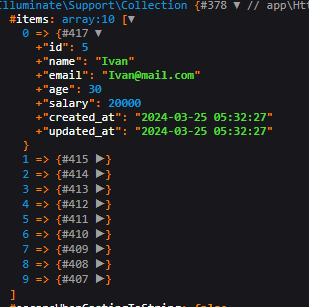 Illuminate\Support\Collection {#378 ▼ // app\Htt
#items: array:10 [▼
0 => {#417 ▼
+"id": 5
+"name": "Ivan"
+"email": "Ivan@mail.com"
+"age": 30
+"salary": 20000
+"created_at": "2024-03-25 05:32:27"
+"updated_at": "2024-03-25 05:32:27"
}
1 => {#415 ▶}
2 => {#414 ▶}
3 => {#413 ▶}
4 => {#412 ▶}
5 => {#411 ▶}
6 => {#410 ▶}
7 => {#409 ▶}
8 => {#408 ▶}
9 => {#407 ▶}
]